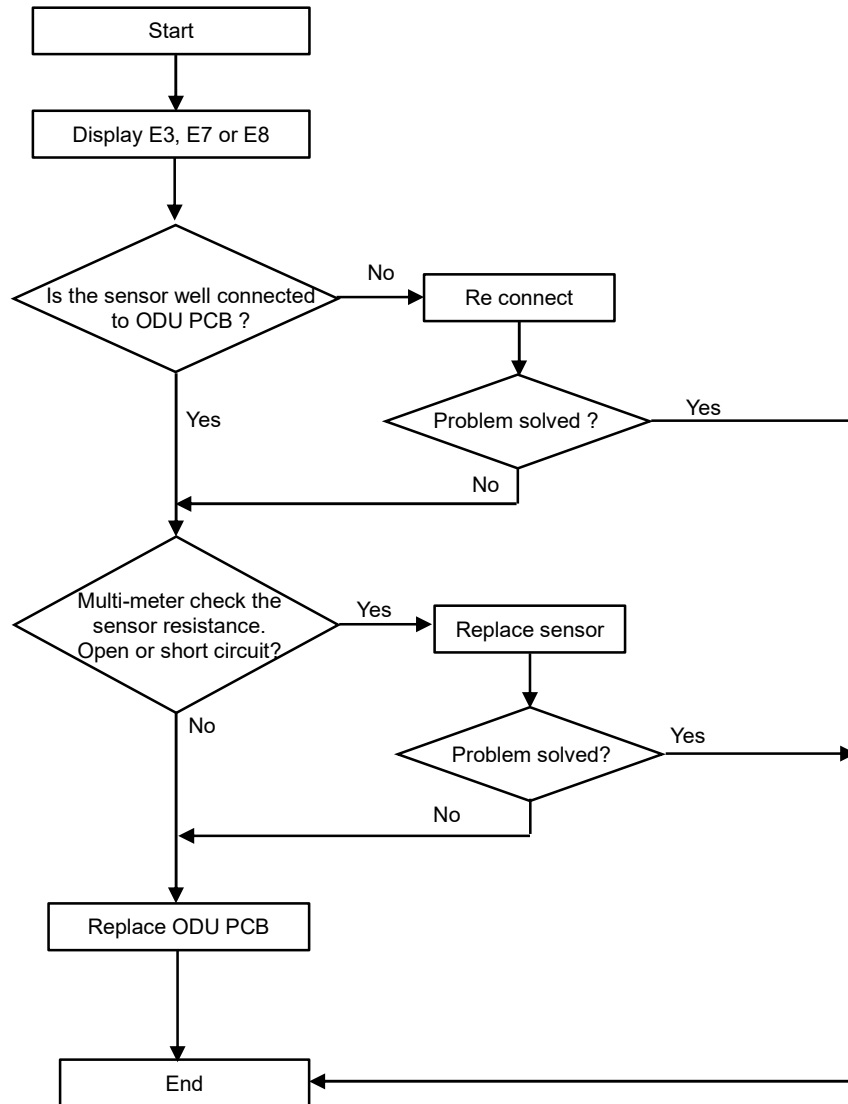 Start
Display E3, E7 or E8
Is the sensor well connected
to ODU PCB ?
No
Re connect
Yes
Problem solved ?
Yes
No
Multi-meter check the
sensor resistance.
Open or short circuit?
Yes
Replace sensor
No
Problem solved?
Yes
No
Replace ODU PCB
End